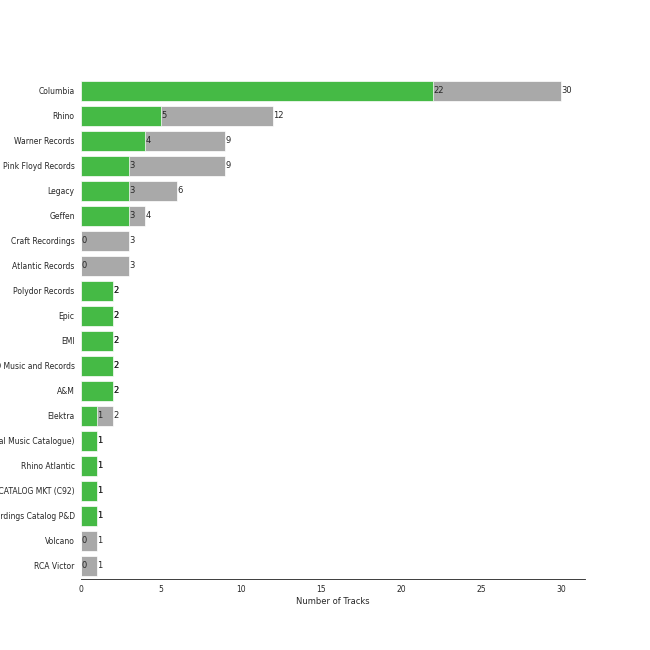 Columbia 22 30
Rhino 5 12
Warner Records 4 9
Pink Floyd Records 3 9
Legacy 3 6
Geffen 3 4
Craft Recordings 0 3
Atlantic Records 0 3
Polydor Records 2
Epic 2
EMI 2
Music and Records 2
A&M 2
Elektra 1 2
al Music Catalogue) 1
Rhino Atlantic 1
CATALOG MKT (C92) 1
rdings Catalog P&D 1
Volcano 0 1
RCA Victor 0 1
0 5 10 15 20 25 30
Number of Tracks